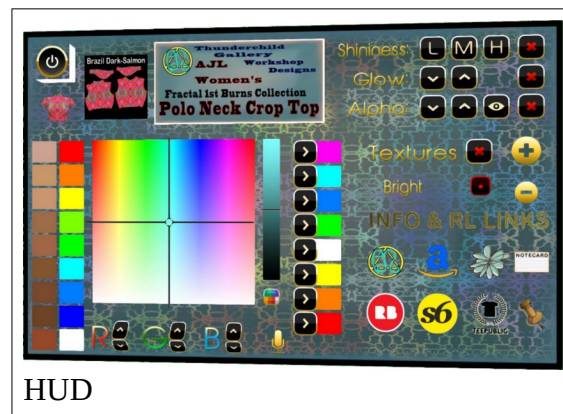 Brazil Dark-Salmon
Thunderchild
Gallery
AJL Workshop
Designs
Women's
Fractal 1st Burns Collection
Polo Neck Crop Top
Shininess: L M H
Glow:
Alpha:
Textures
Bright
INFO & RL LINKS
a
NOTECARD
RB
s6
TEEPUBLIC
R G B
HUD